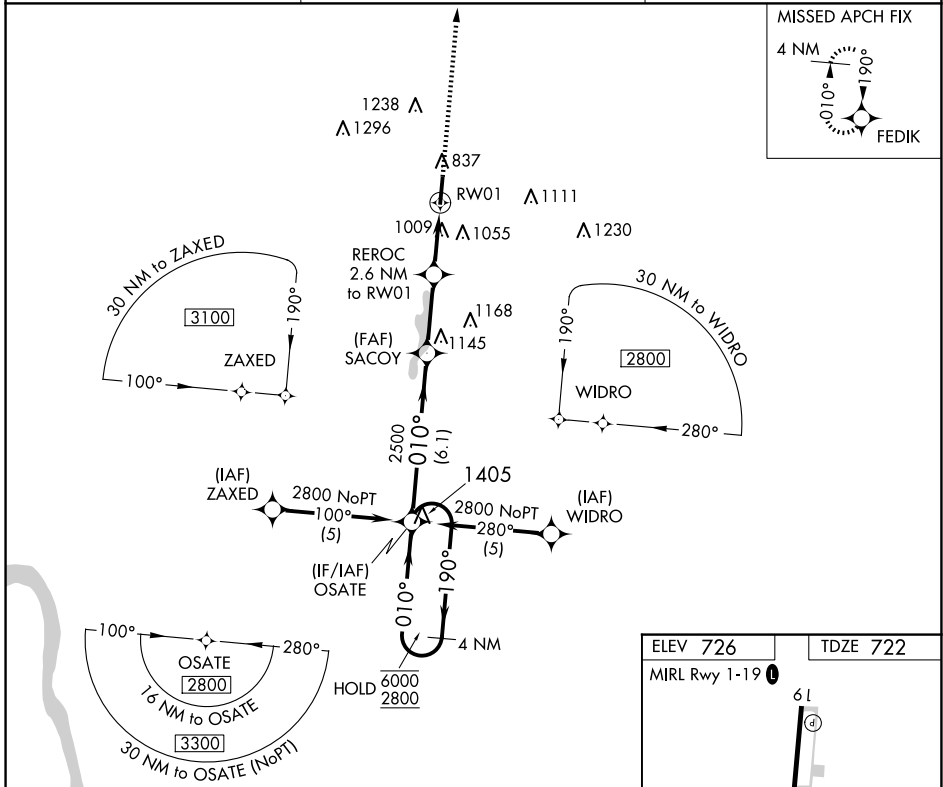 MISSED APCH FIX
4 NM
010°
190°
FEDIK
1238
1296
837
RW01
1111
1009
1055
1230
REROC
2.6 NM
to RW01
1168
(FAF)
SACOY
1145
30 NM to ZAXED
3100
190°
ZAXED
100°
30 NM to WIDRO
190°
2800
WIDRO
280°
2500
010°
(6.1)
1405
(IAF)
ZAXED
2800 NoPT
100°
(5)
2800 NoPT
280°
(5)
(IAF)
WIDRO
(IF/IAF)
OSATE
010°
190°
4 NM
HOLD 6000
2800
100°
280°
OSATE
2800
16 NM to OSATE
3300
30 NM to OSATE (NoPT)
ELEV 726
TDZE 722
MIRL Rwy 1-19 L
19
P